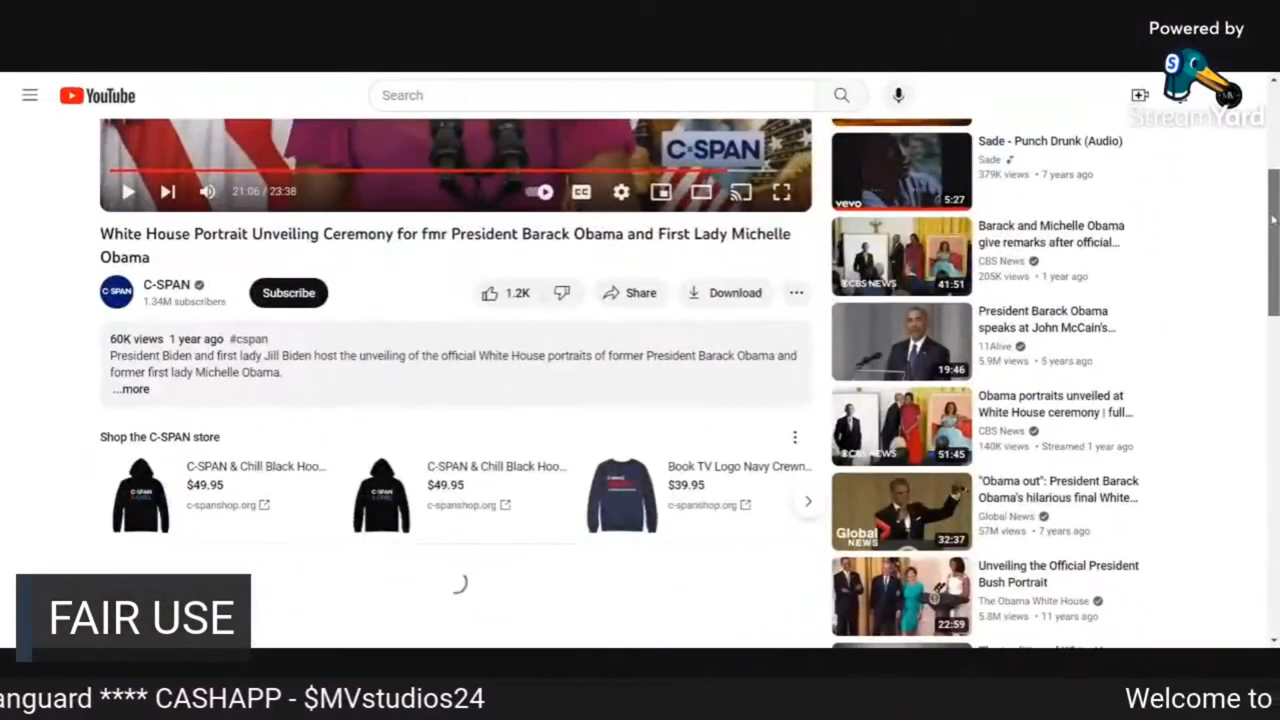 Powered by
StreamYard
YouTube
Search
C-SPAN
21:06 / 23:38
CC
White House Portrait Unveiling Ceremony for fmr President Barack Obama and First Lady Michelle
Obama
C-SPAN
C-SPAN
1.34M subscribers
Subscribe
1.2K
Share
Download
60K views 1 year ago #cspan
President Biden and first lady Jill Biden host the unveiling of the official White House portraits of former President Barack Obama and
former first lady Michelle Obama.
...more
Shop the C-SPAN store
C-SPAN & Chill Black Hoo...
$49.95
c-spanshop.org
C-SPAN & Chill Black Hoo...
$49.95
c-spanshop.org
Book TV Logo Navy Crewn...
$39.95
c-spanshop.org
vevo
5:27
Sade - Punch Drunk (Audio)
Sade
379K views • 7 years ago
CBS NEWS
41:51
Barack and Michelle Obama
give remarks after official...
CBS News
205K views • 1 year ago
19:46
President Barack Obama
speaks at John McCain's...
11Alive
5.9M views • 5 years ago
CBS NEWS
51:45
Obama portraits unveiled at
White House ceremony | full...
CBS News
140K views • Streamed 1 year ago
Global
NEWS
32:37
"Obama out": President Barack
Obama's hilarious final White...
Global News
57M views • 7 years ago
22:59
Unveiling the Official President
Bush Portrait
The Obama White House
5.8M views • 11 years ago
FAIR USE
anguard **** CASHAPP - $MVstudios24
Welcome to